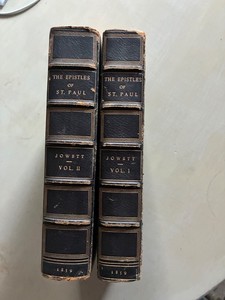 THE EPISTLES
OF
ST. PAUL
JOWETT
VOL. II
1859
THE EPISTLES
OF
ST. PAUL
JOWETT
VOL. I
1859